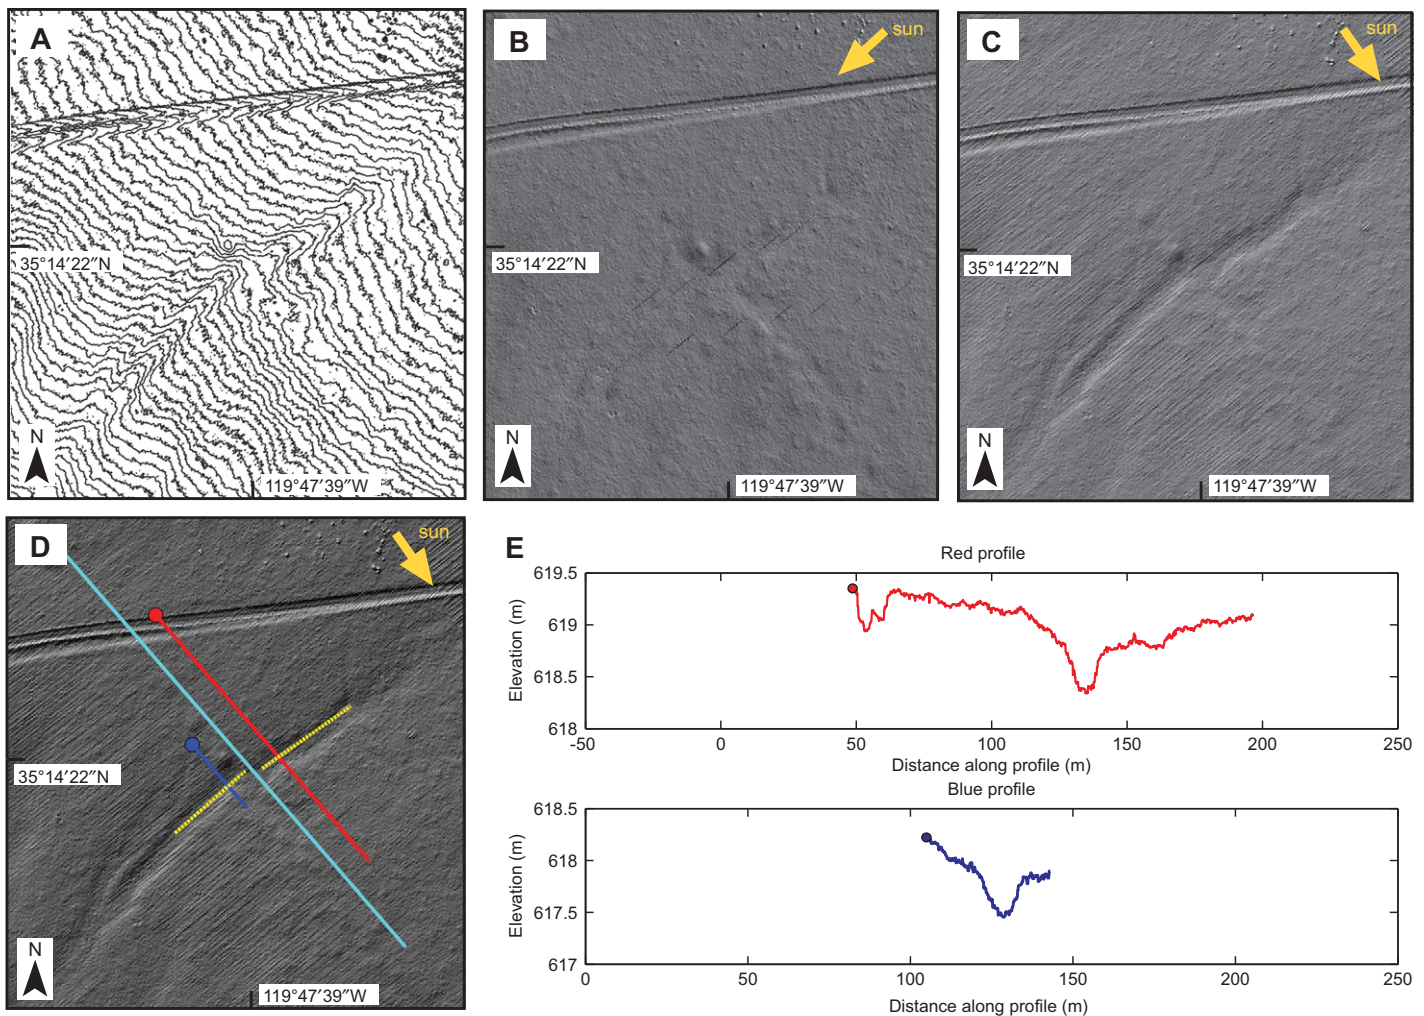 A
35°14′22″N
N
119°47′39″W
B
sun
35°14′22″N
N
119°47′39″W
C
sun
35°14′22″N
N
119°47′39″W
D
sun
35°14′22″N
N
119°47′39″W
E
Red profile
Elevation (m)
619.5
619
618.5
618
-50 0 50 100 150 200 250
Distance along profile (m)
Blue profile
Elevation (m)
618.5
618
617.5
617
0 50 100 150 200 250
Distance along profile (m)